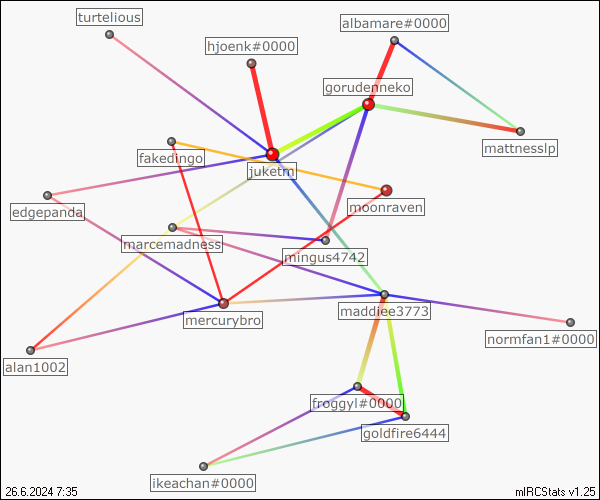 turtelious
albamare#0000
hjoenk#0000
gorudenneko
mattnesslp
fakedingo
juketm
moonraven
edgepanda
marcemadness
mingus4742
maddiee3773
mercurybro
normfan1#0000
alan1002
froggyl#0000
goldfire6444
ikeachan#0000
26.6.2024 7:35
mIRCStats v1.25